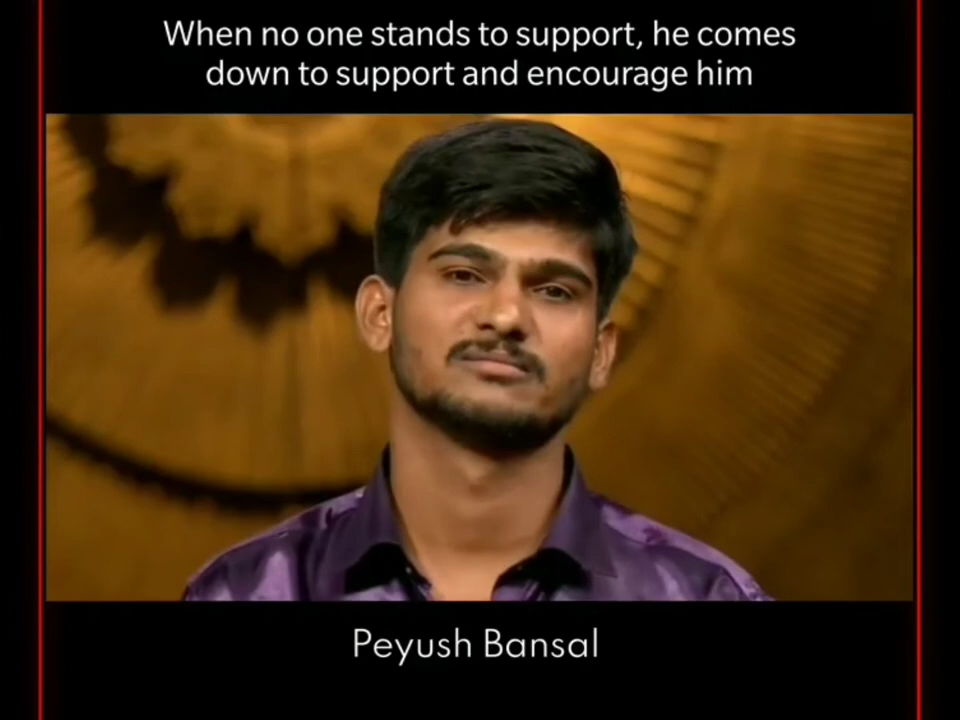 When no one stands to support, he comes
down to support and encourage him
Peyush Bansal